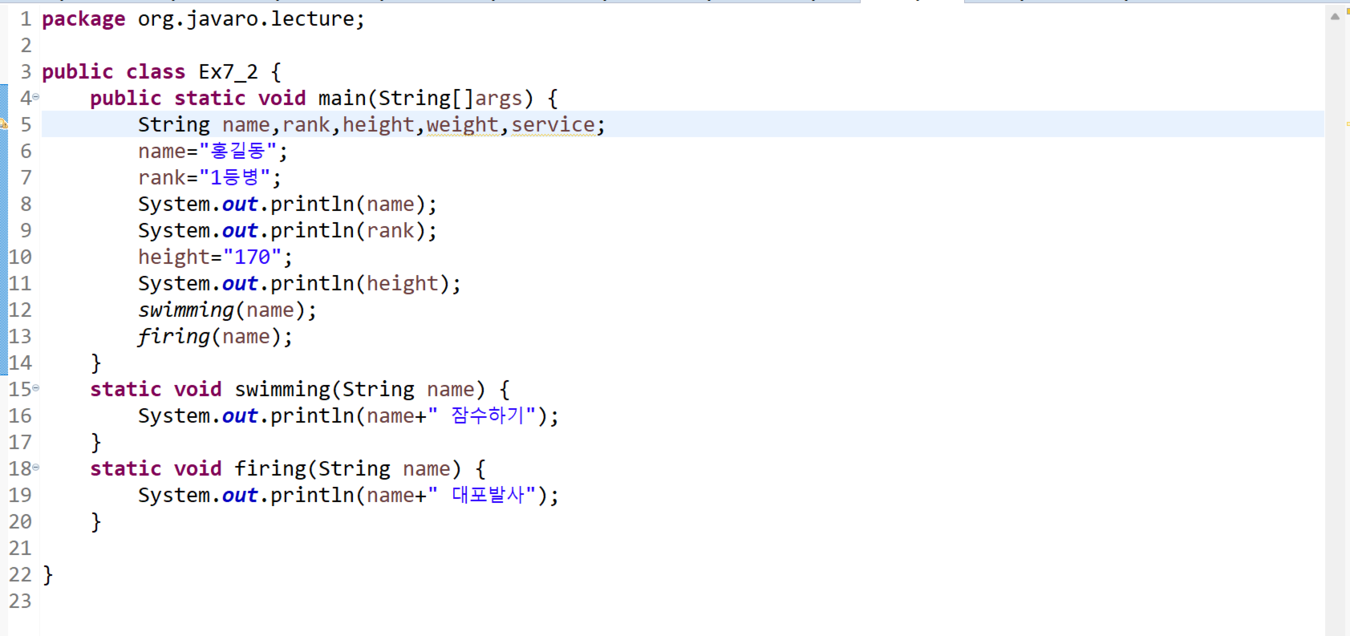 1 package org.javaro.lecture;
2
3 public class Ex7_2 {
4     public static void main(String[]args) {
5         String name,rank,height,weight,service;
6         name="홍길동";
7         rank="1등병";
8         System.out.println(name);
9         System.out.println(rank);
10         height="170";
11         System.out.println(height);
12         swimming(name);
13         firing(name);
14     }
15     static void swimming(String name) {
16         System.out.println(name+" 잠수하기");
17     }
18     static void firing(String name) {
19         System.out.println(name+" 대포발사");
20     }
21
22 }
23